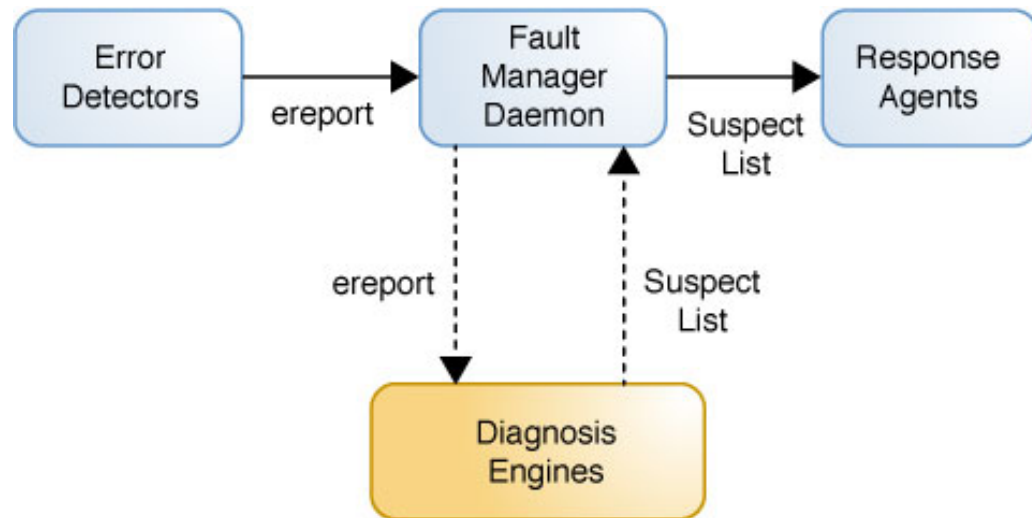 Error
Detectors
ereport
Fault
Manager
Daemon
Suspect
List
Response
Agents
ereport
Suspect
List
Diagnosis
Engines